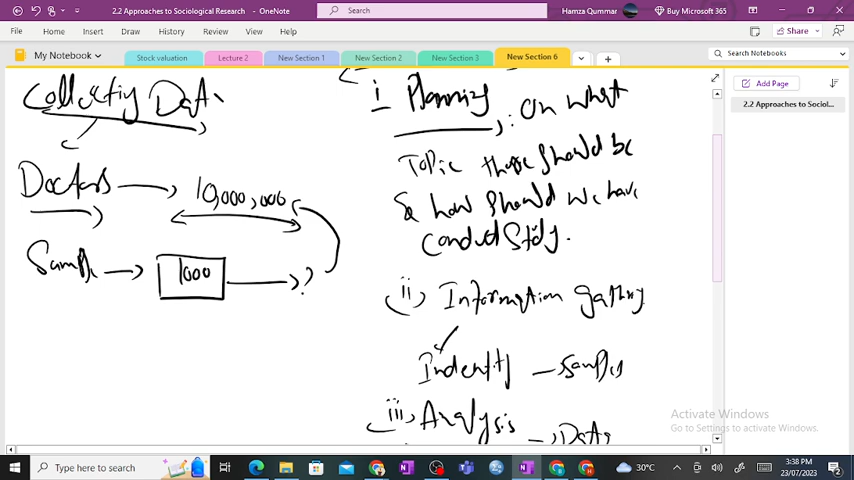 2.2 Approaches to Sociological Research - OneNote
Search
Hamza Qummar
Buy Microsoft 365
File Home Insert Draw History Review View Help
Share
My Notebook
Stock valuation
Lecture 2
New Section 1
New Section 2
New Section 3
New Section 6
Search Notebooks
Add Page
2.2 Approaches to Sociolo...
Collecting Data
Doctors 10,000,000
Sample 1000 ?
i Planning : On what
Topic there should be
& how should we have
conduct Study.
ii) Information gathry
Indentify - Samples
iii) Analysis
Data
Activate Windows
Go to Settings to activate Windows.
Type here to search
30°C
3:38 PM
23/07/2023